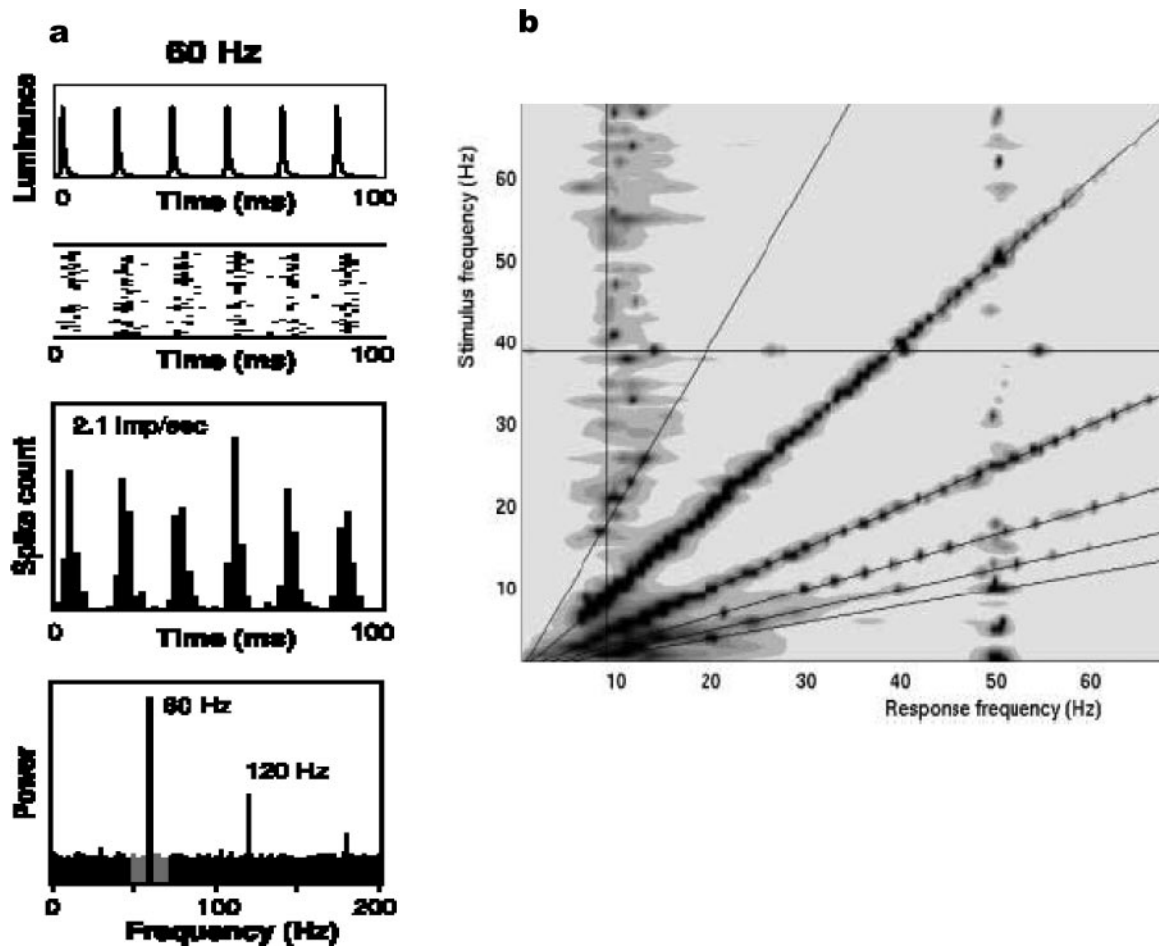 a
60 Hz
Luminance
0 100
Time (ms)
0 100
Time (ms)
2.1 imp/sec
Spike count
0 100
Time (ms)
60 Hz
120 Hz
Power
0 100 200
Frequency (Hz)
b
Stimulus frequency (Hz)
60
50
40
30
20
10
10 20 30 40 50 60
Response frequency (Hz)